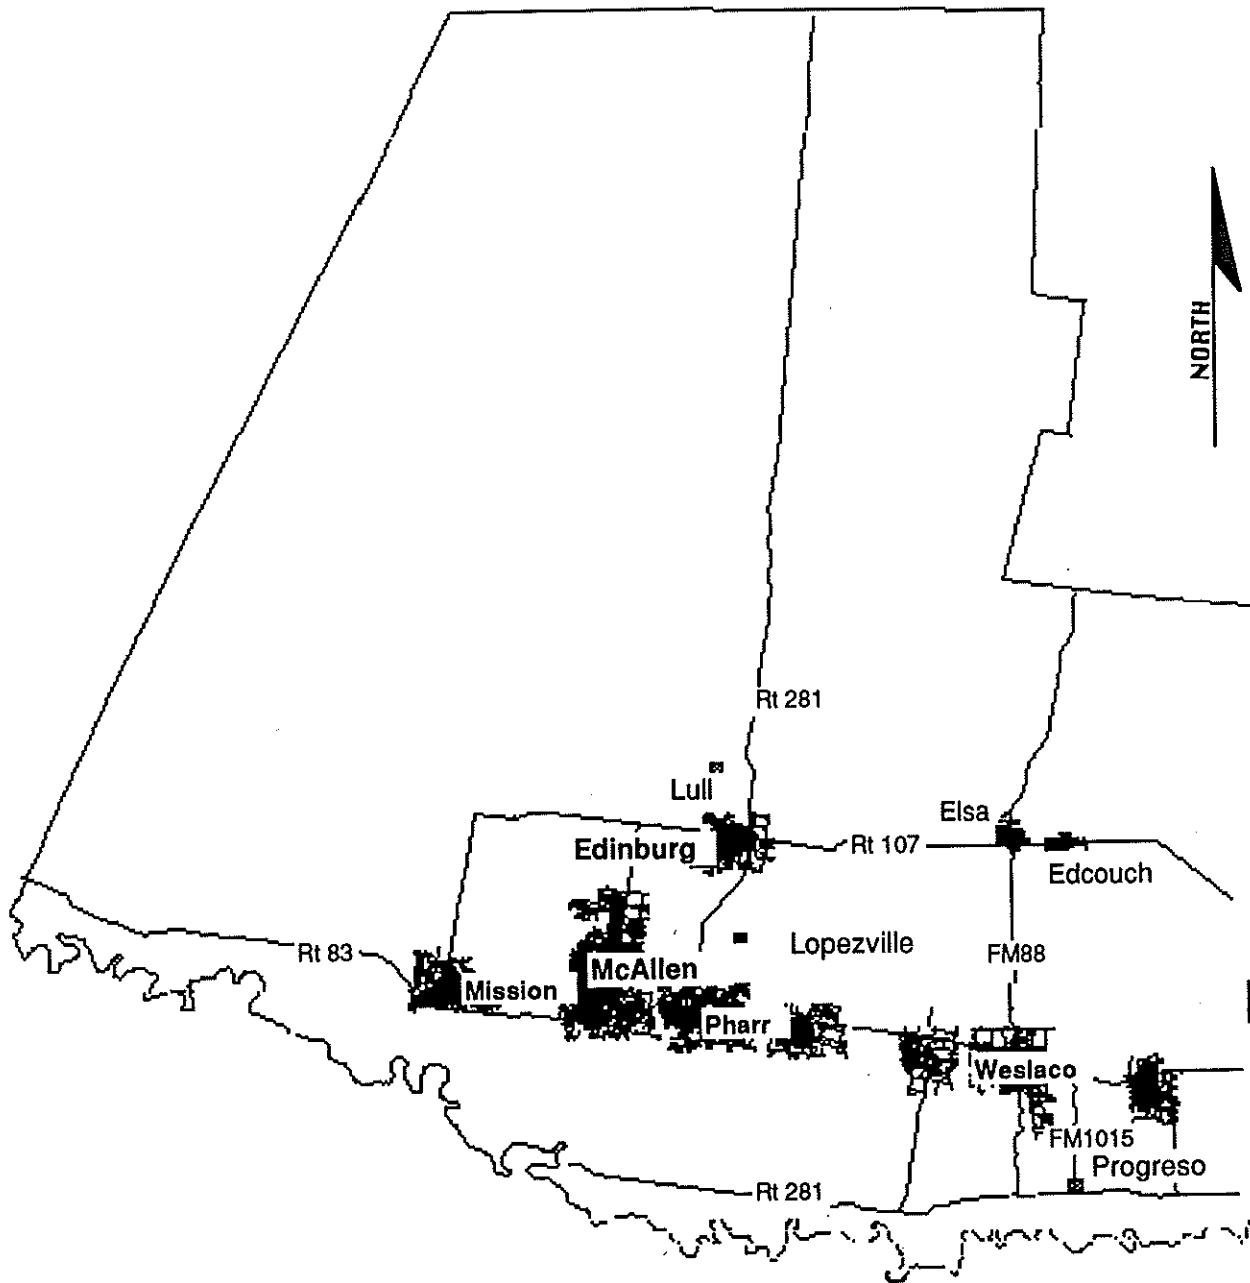 NORTH
Rt 281
Lull
Elsa
Edinburg
Rt 107
Edcouch
Lopezville
Rt 83
FM88
McAllen
Mission
Pharr
Weslaco
FM1015
Progreso
Rt 281